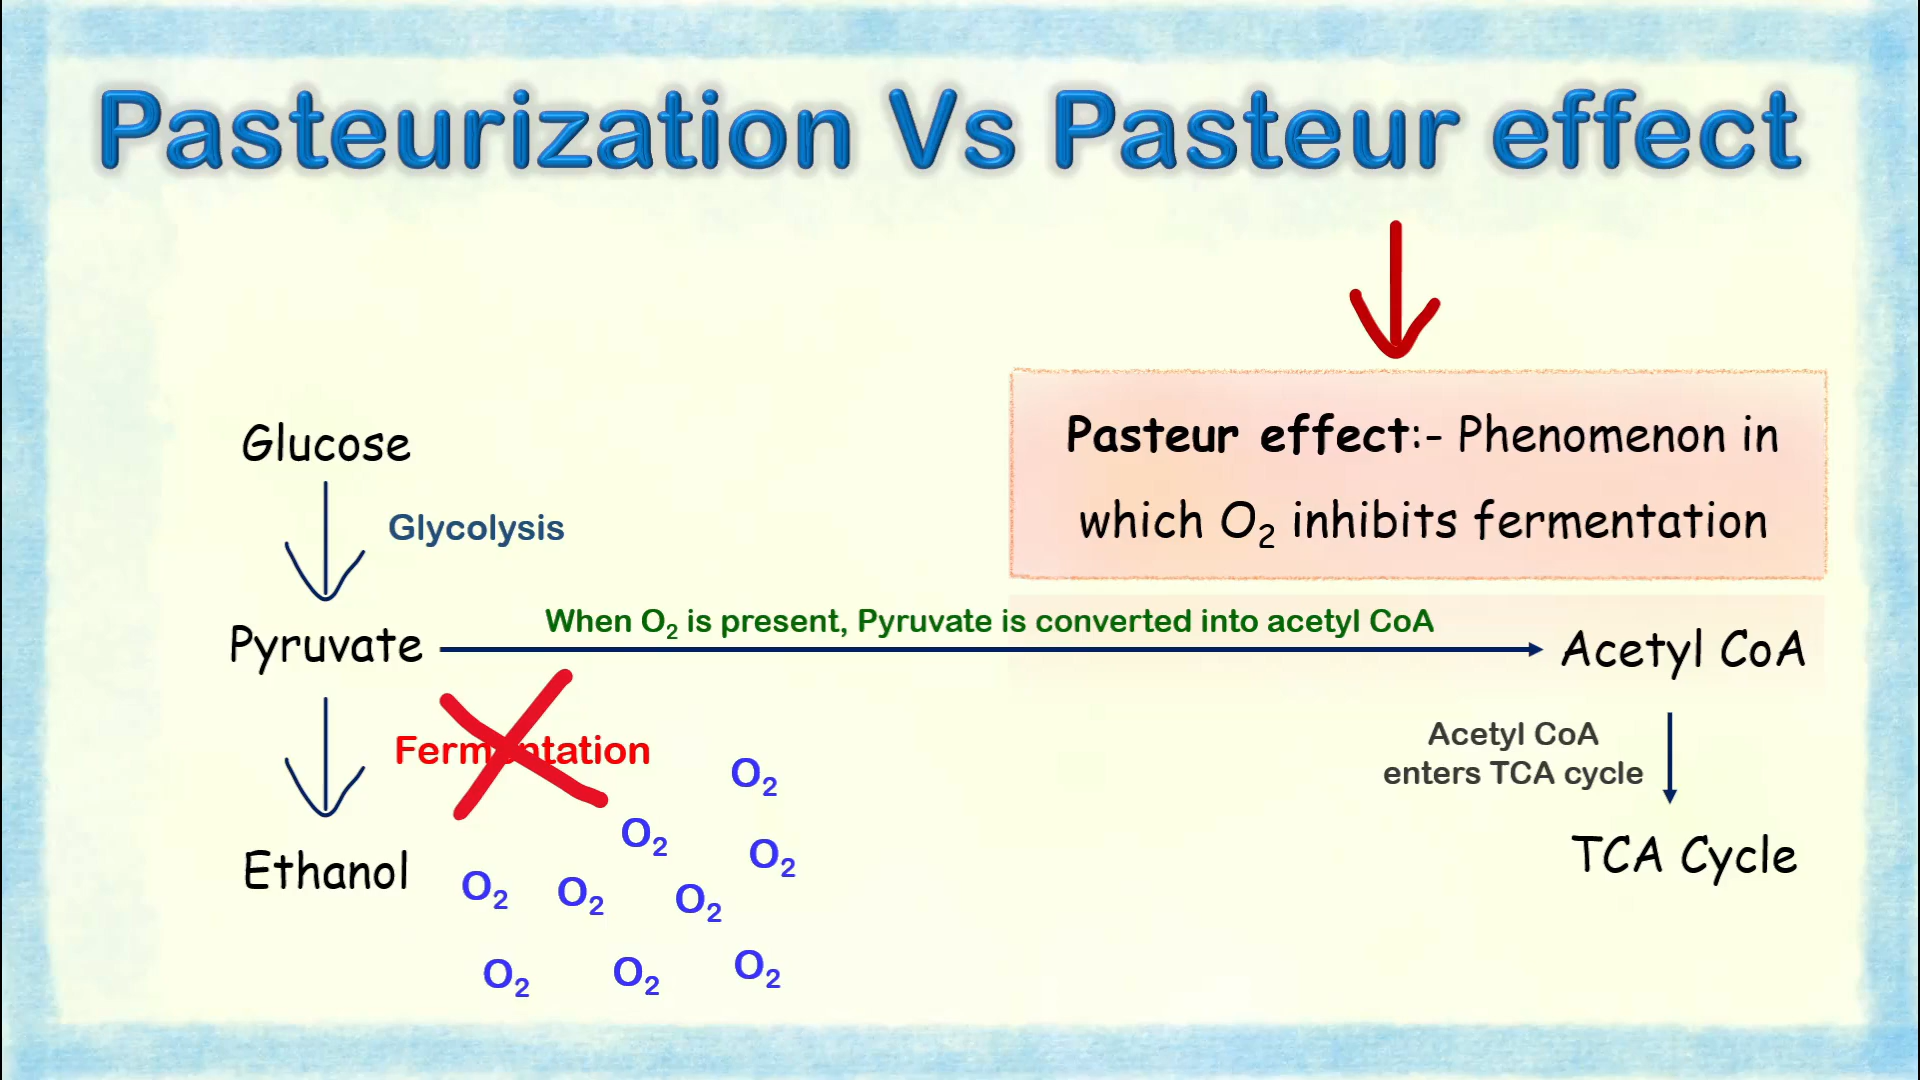 Pasteurization Vs Pasteur effect
Pasteur effect:- Phenomenon in
which O₂ inhibits fermentation
Glucose
Glycolysis
When O₂ is present, Pyruvate is converted into acetyl CoA
Pyruvate
Acetyl CoA
Fermentation
Acetyl CoA
enters TCA cycle
Ethanol
TCA Cycle
O₂
O₂
O₂
O₂
O₂
O₂
O₂
O₂
O₂